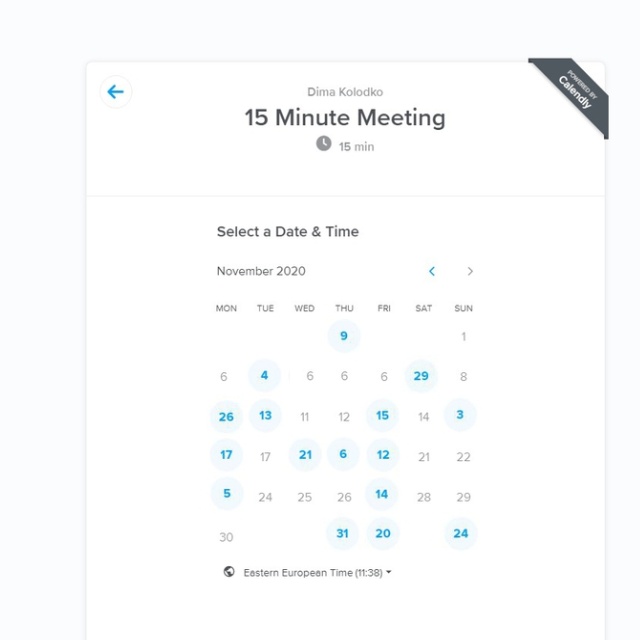 POWERED BY
Calendly
Dima Kolodko
15 Minute Meeting
15 min
Select a Date & Time
November 2020
MON TUE WED THU FRI SAT SUN
9 1
6 4 6 6 6 29 8
26 13 11 12 15 14 3
17 17 21 6 12 21 22
5 24 25 26 14 28 29
30 31 20 24
Eastern European Time (11:38)